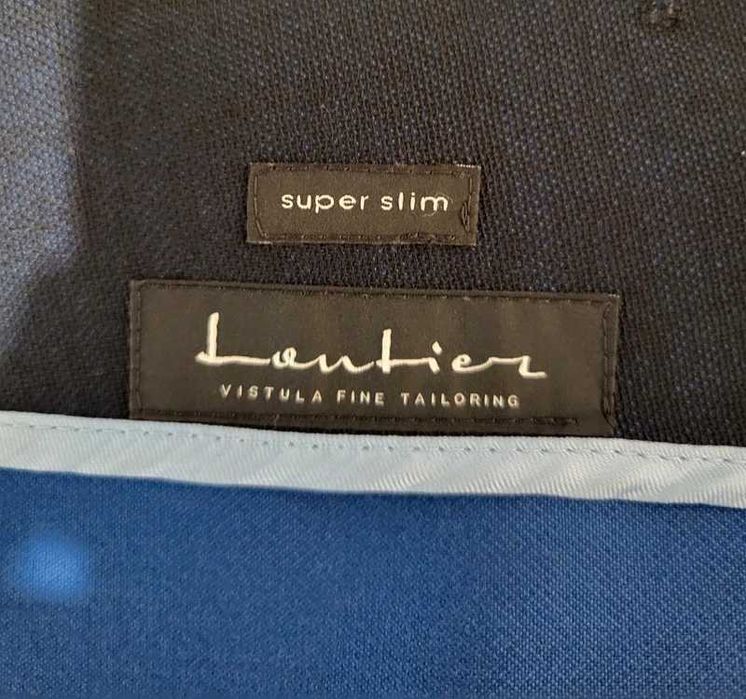 super slim
Lantier
VISTULA FINE TAILORING